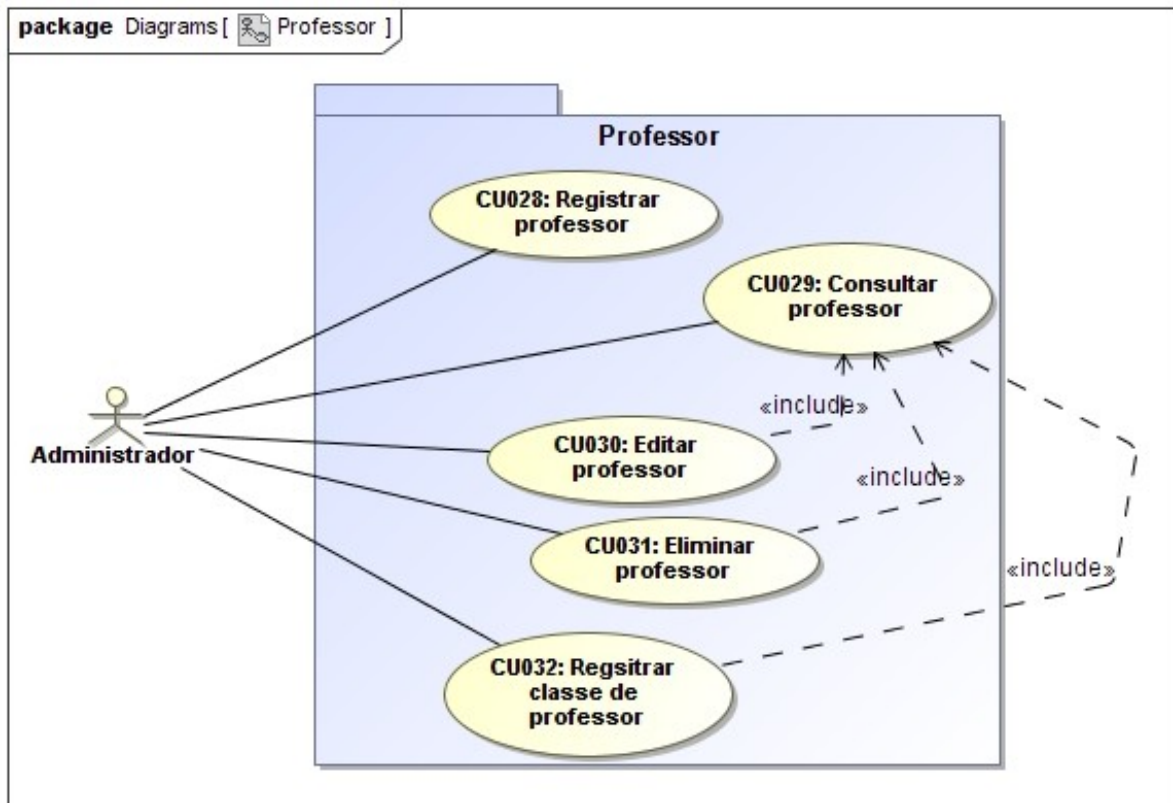 package Diagrams [ Professor ]
Professor
CU028: Registrar
professor
CU029: Consultar
professor
«include»
CU030: Editar
professor
Administrador
«include»
CU031: Eliminar
professor
«include»
CU032: Regsitrar
classe de
professor